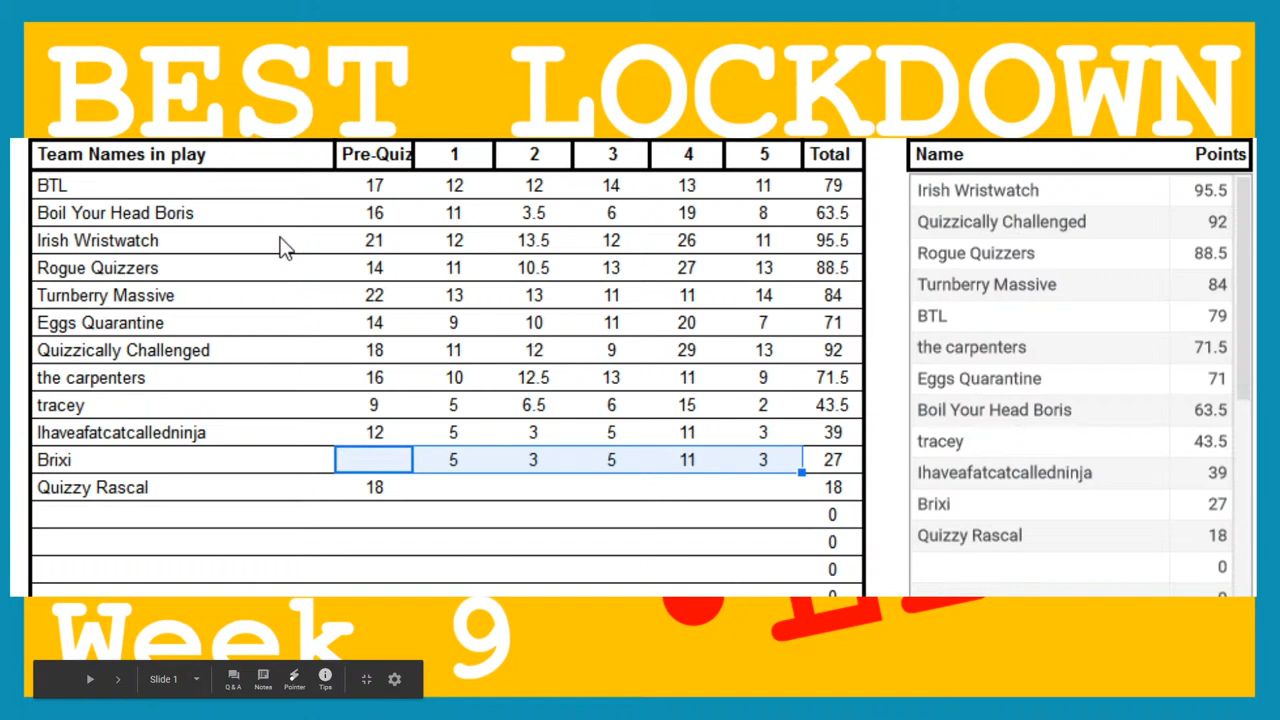 BEST LOCKDOWN
Team Names in play Pre-Quiz 1 2 3 4 5 Total
BTL 17 12 12 14 13 11 79
Boil Your Head Boris 16 11 3.5 6 19 8 63.5
Irish Wristwatch 21 12 13.5 12 26 11 95.5
Rogue Quizzers 14 11 10.5 13 27 13 88.5
Turnberry Massive 22 13 13 11 11 14 84
Eggs Quarantine 14 9 10 11 20 7 71
Quizzically Challenged 18 11 12 9 29 13 92
the carpenters 16 10 12.5 13 11 9 71.5
tracey 9 5 6.5 6 15 2 43.5
Ihaveafatcatcalledninja 12 5 3 5 11 3 39
Brixi 5 3 5 11 3 27
Quizzy Rascal 18 18
0
0
0
0
Name Points
Irish Wristwatch 95.5
Quizzically Challenged 92
Rogue Quizzers 88.5
Turnberry Massive 84
BTL 79
the carpenters 71.5
Eggs Quarantine 71
Boil Your Head Boris 63.5
tracey 43.5
Ihaveafatcatcalledninja 39
Brixi 27
Quizzy Rascal 18
0
0
Week 9
Slide 1 Q&A Notes Pointer Tips